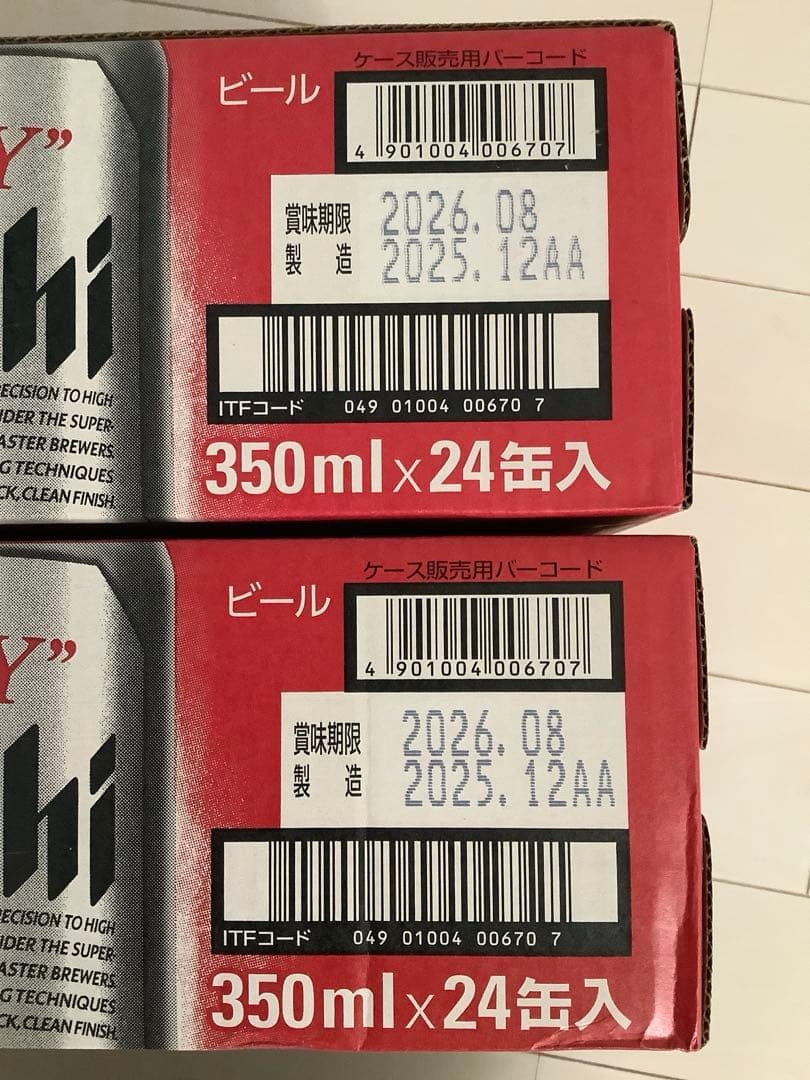 ケース販売用バーコード
ビール
4 901004 006707
Y”
賞味期限 2026.08
製造 2025.12AA
hi
ITFコード 049 01004 00670 7
RECISION TO HIGH
NDER THE SUPER-
ASTER BREWERS.
G TECHNIQUES
CK, CLEAN FINISH.
350ml×24缶入
ケース販売用バーコード
ビール
4 901004 006707
Y”
賞味期限 2026.08
製造 2025.12AA
hi
ITFコード 049 01004 00670 7
RECISION TO HIGH
NDER THE SUPER-
ASTER BREWERS.
G TECHNIQUES
CK, CLEAN FINISH.
350ml×24缶入